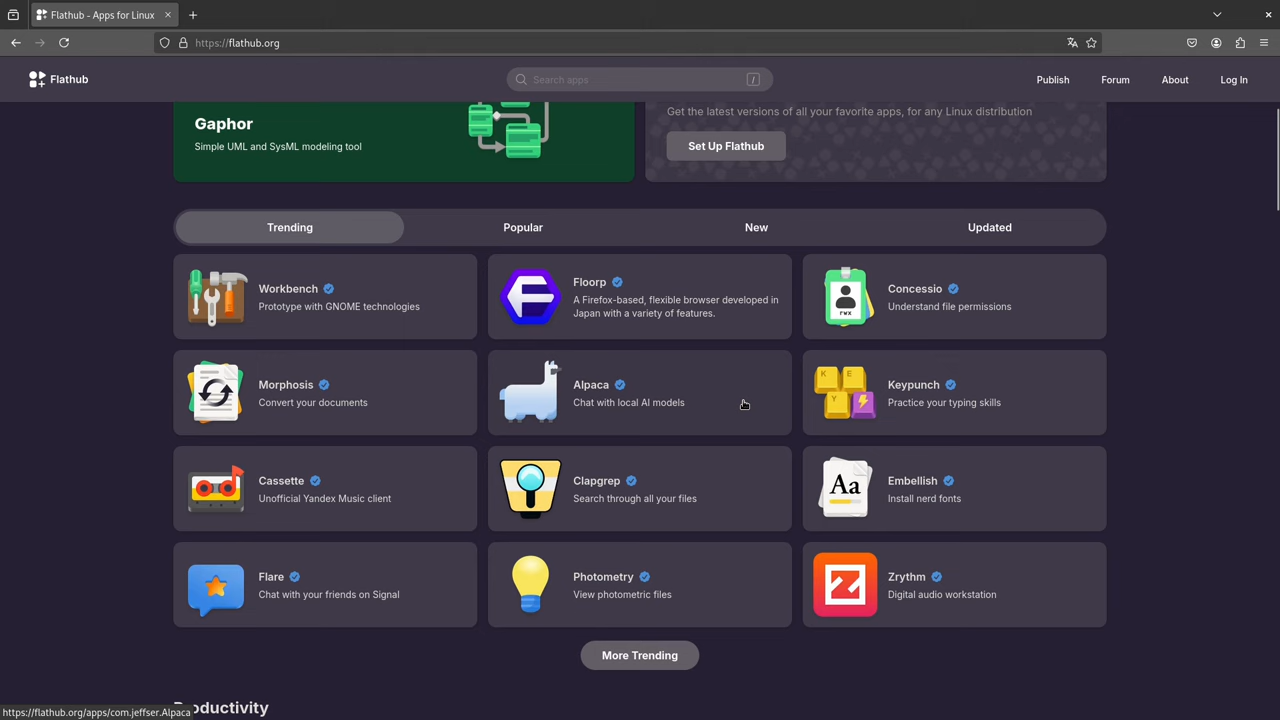 Flathub - Apps for Linux
https://flathub.org
Flathub
Search apps
/
Publish
Forum
About
Log In
Gaphor
Simple UML and SysML modeling tool
Get the latest versions of all your favorite apps, for any Linux distribution
Set Up Flathub
Trending
Popular
New
Updated
Workbench
Prototype with GNOME technologies
Floorp
A Firefox-based, flexible browser developed in
Japan with a variety of features.
Concessio
Understand file permissions
rwx
Morphosis
Convert your documents
Alpaca
Chat with local AI models
K E
Y
Keypunch
Practice your typing skills
Cassette
Unofficial Yandex Music client
Clapgrep
Search through all your files
Aa
Embellish
Install nerd fonts
Flare
Chat with your friends on Signal
Photometry
View photometric files
Zrythm
Digital audio workstation
More Trending
Productivity
https://flathub.org/apps/com.jeffser.Alpaca